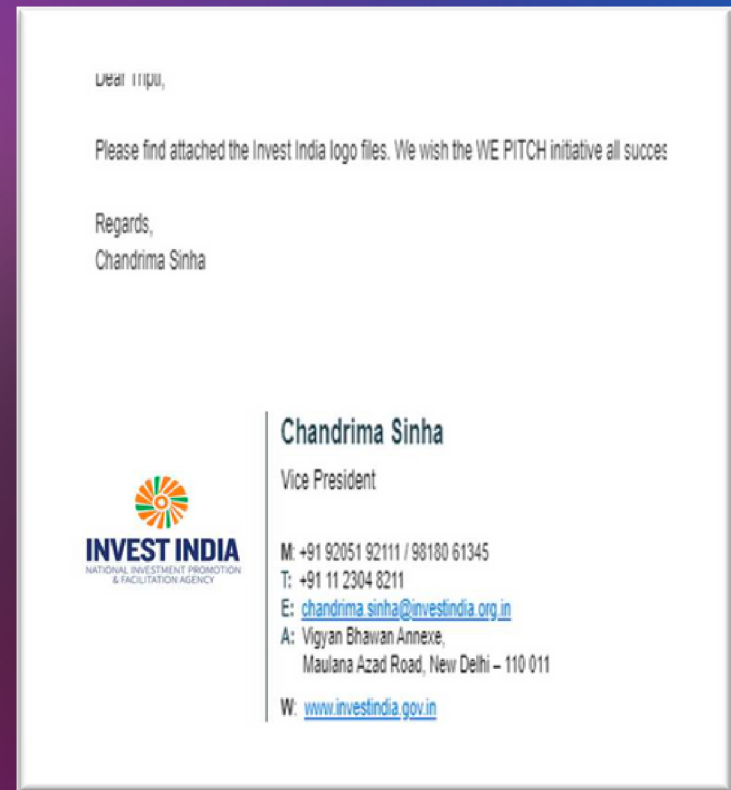 Dear Tripti,
Please find attached the Invest India logo files. We wish the WE PITCH initiative all succes
Regards,
Chandrima Sinha
Chandrima Sinha
Vice President
INVEST INDIA
NATIONAL INVESTMENT PROMOTION
& FACILITATION AGENCY
M: +91 92051 92111 / 98180 61345
T: +91 11 2304 8211
E: chandrima.sinha@investindia.org.in
A: Vigyan Bhawan Annexe,
Maulana Azad Road, New Delhi – 110 011
W: www.investindia.gov.in